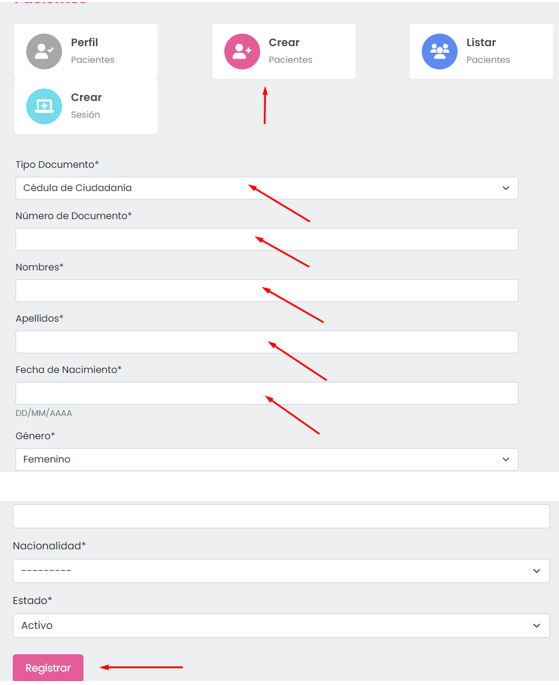 Perfil
Pacientes
Crear
Pacientes
Listar
Pacientes
Crear
Sesión
Tipo Documento*
Cédula de Ciudadanía
Número de Documento*
Nombres*
Apellidos*
Fecha de Nacimiento*
DD/MM/AAAA
Género*
Femenino
Nacionalidad*
---------
Estado*
Activo
Registrar